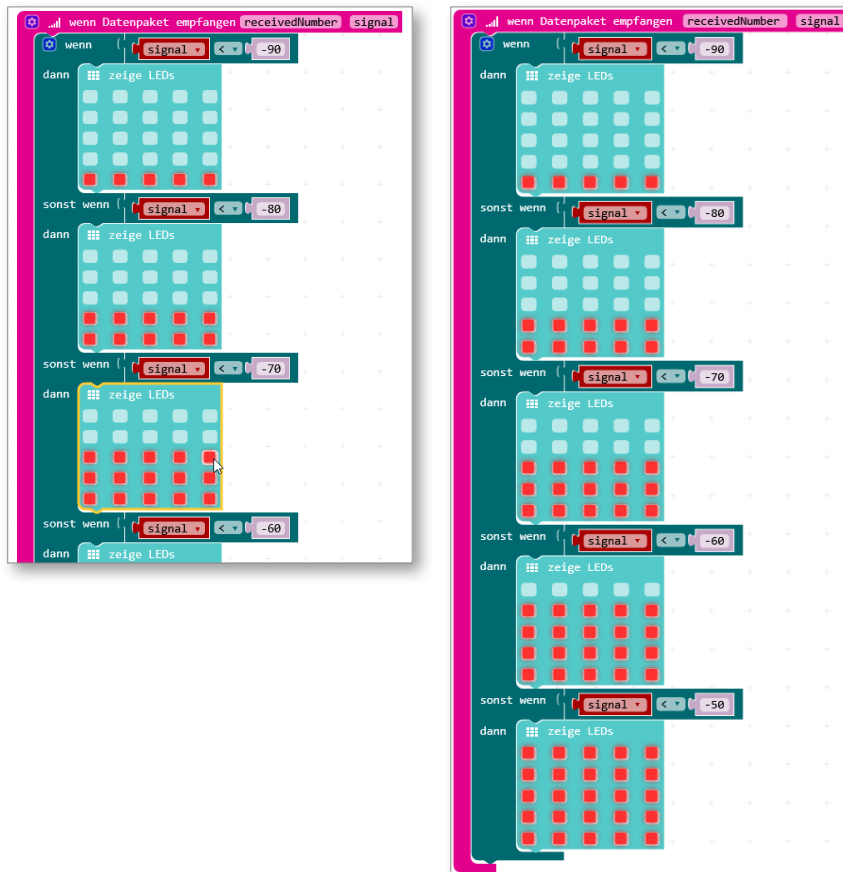 wenn Datenpaket empfangen receivedNumber signal
wenn signal < -90
dann zeige LEDs
sonst wenn signal < -80
dann zeige LEDs
sonst wenn signal < -70
dann zeige LEDs
sonst wenn signal < -60
dann zeige LEDs
wenn Datenpaket empfangen receivedNumber signal
wenn signal < -90
dann zeige LEDs
sonst wenn signal < -80
dann zeige LEDs
sonst wenn signal < -70
dann zeige LEDs
sonst wenn signal < -60
dann zeige LEDs
sonst wenn signal < -50
dann zeige LEDs